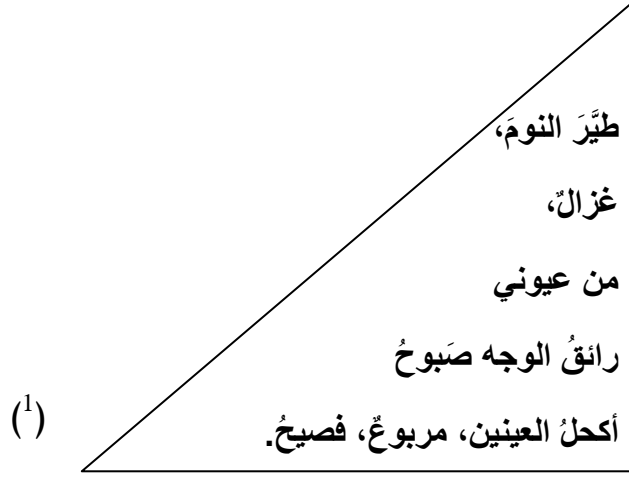 طيَّرَ النومَ،
غزالٌ،
من عيوني
رائقُ الوجه صَبوحُ
أكحلُ العينين، مربوعٌ، فصيحُ.
(1)